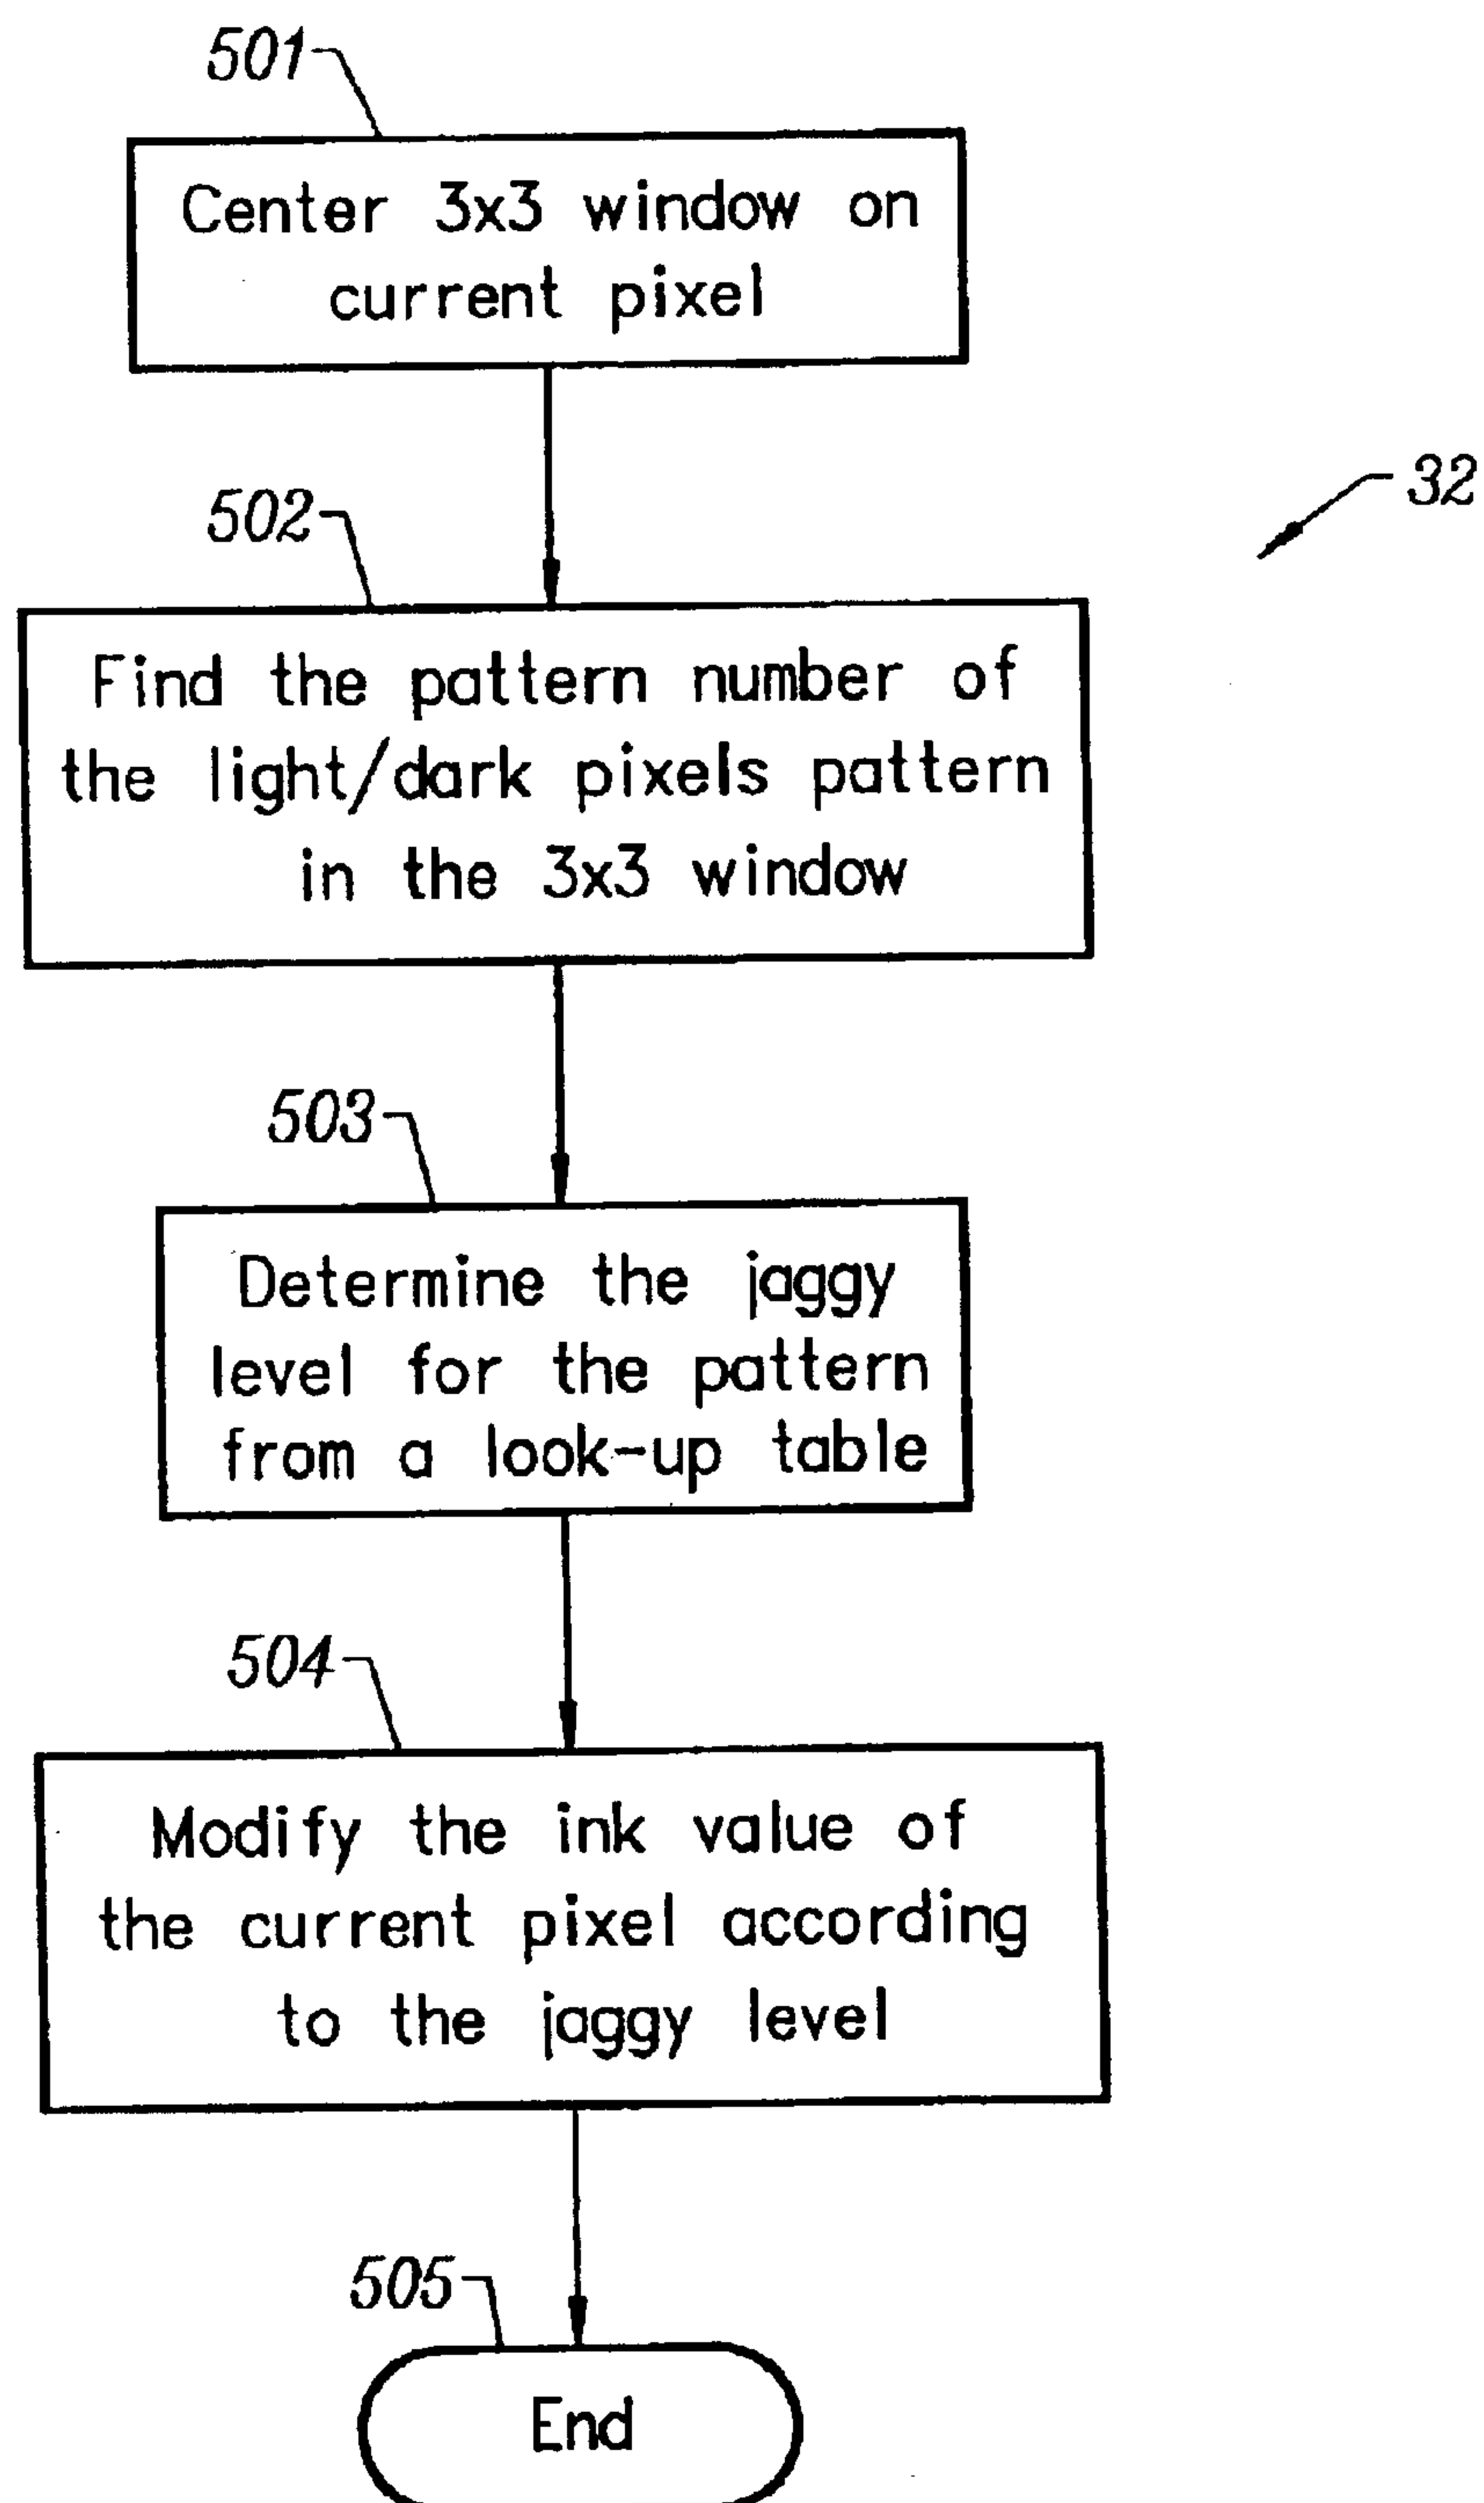 501
Center 3x3 window on
current pixel
32
502
Find the pattern number of
the light/dark pixels pattern
in the 3x3 window
503
Determine the jaggy
level for the pattern
from a look-up table
504
Modify the ink value of
the current pixel according
to the jaggy level
505
End